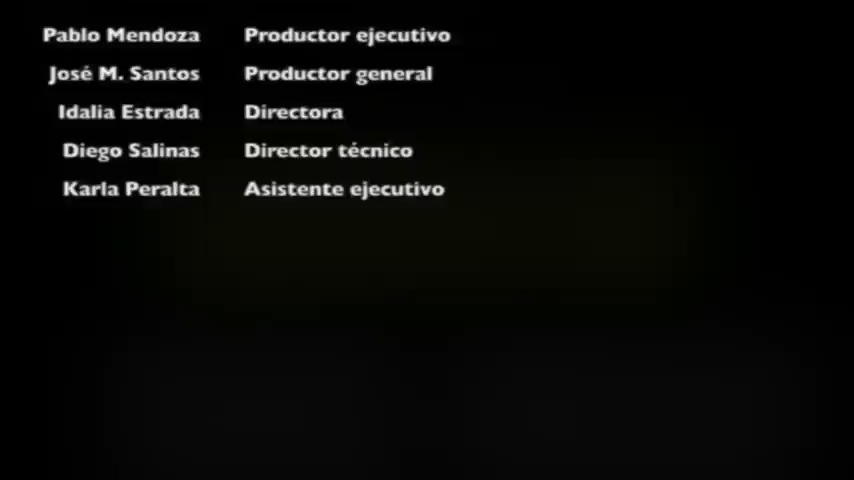 Pablo Mendoza Productor ejecutivo
José M. Santos Productor general
Idalia Estrada Directora
Diego Salinas Director técnico
Karla Peralta Asistente ejecutivo